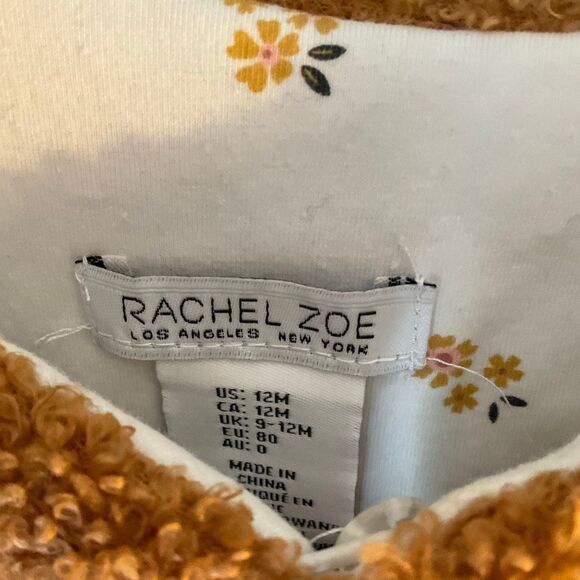 RACHEL ZOE
LOS ANGELES NEW YORK
US: 12M
CA: 12M
UK: 9-12M
EU: 80
AU: 0
MADE IN
CHINA
EN